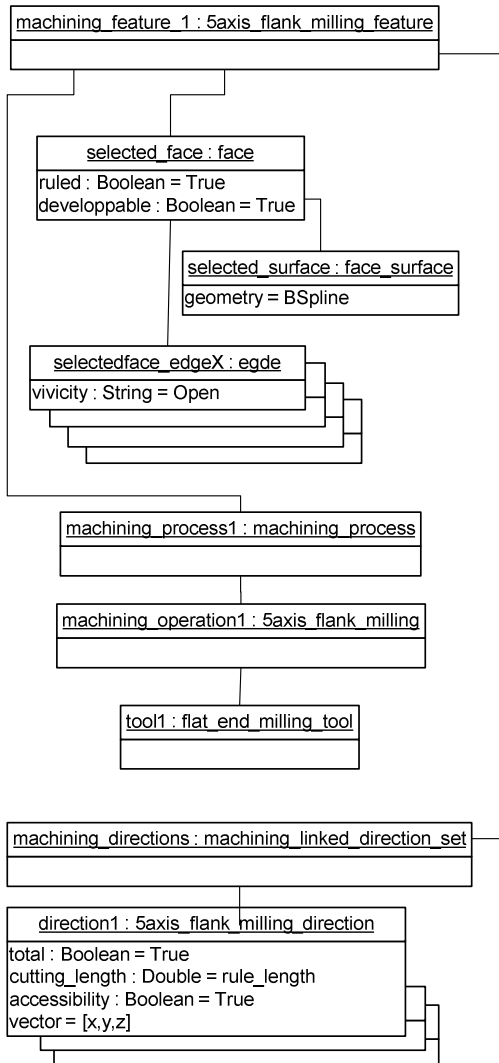 machining_feature_1 : 5axis_flank_milling_feature
selected_face : face
ruled : Boolean = True
developpable : Boolean = True
selected_surface : face_surface
geometry = BSpline
selectedface_edgeX : egde
vivicity : String = Open
machining_process1 : machining_process
machining_operation1 : 5axis_flank_milling
tool1 : flat_end_milling_tool
machining_directions : machining_linked_direction_set
direction1 : 5axis_flank_milling_direction
total : Boolean = True
cutting_length : Double = rule_length
accessibility : Boolean = True
vector = [x,y,z]